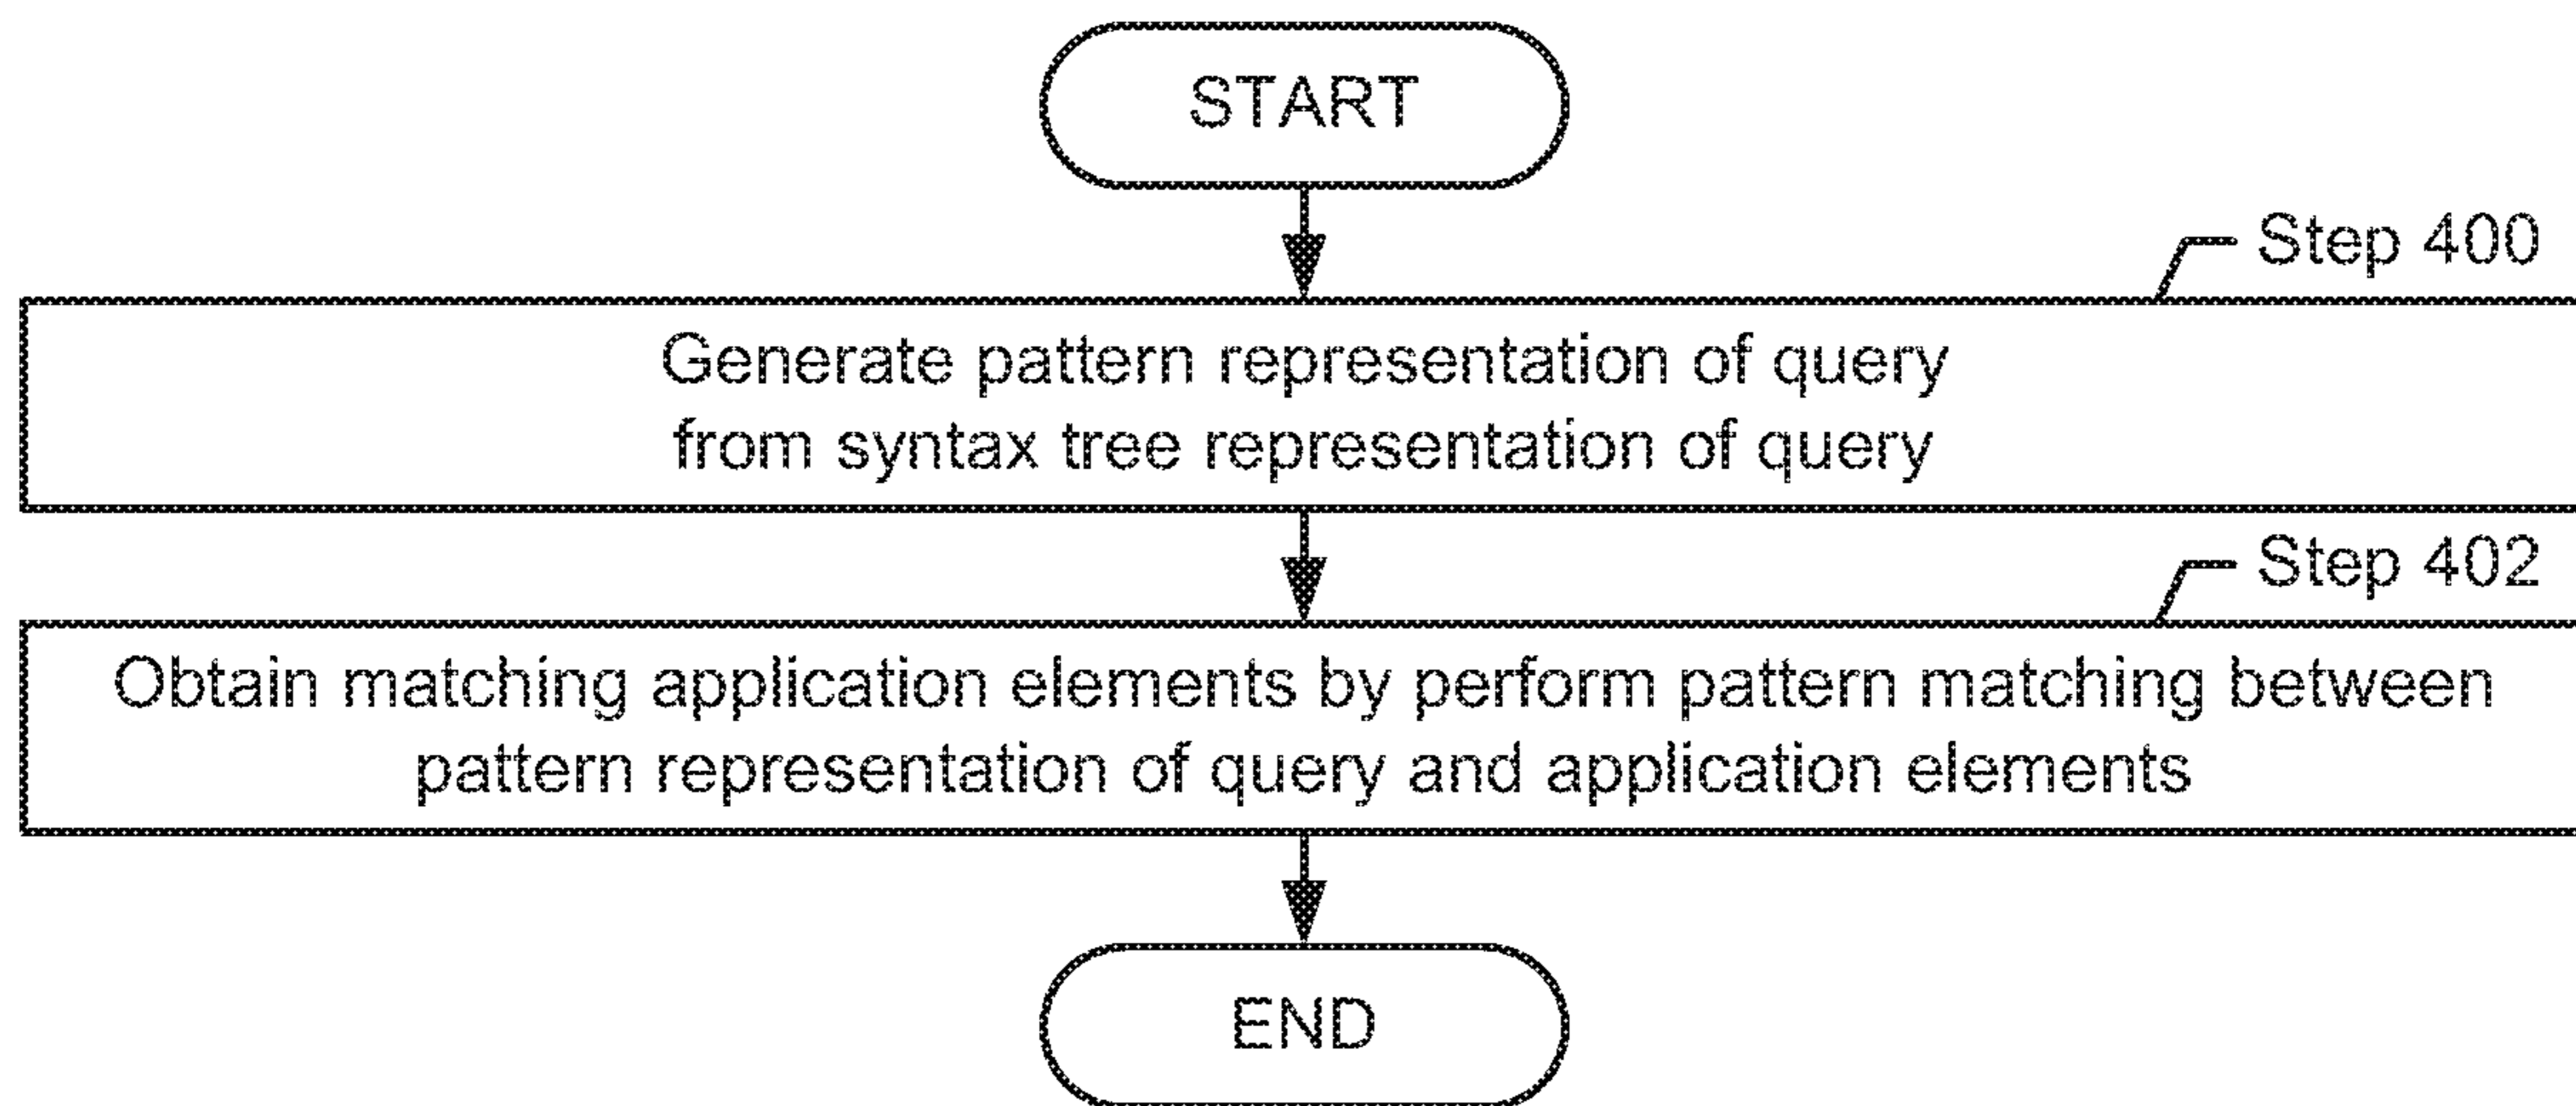 START
Step 400
Generate pattern representation of query
from syntax tree representation of query
Step 402
Obtain matching application elements by perform pattern matching between
pattern representation of query and application elements
END